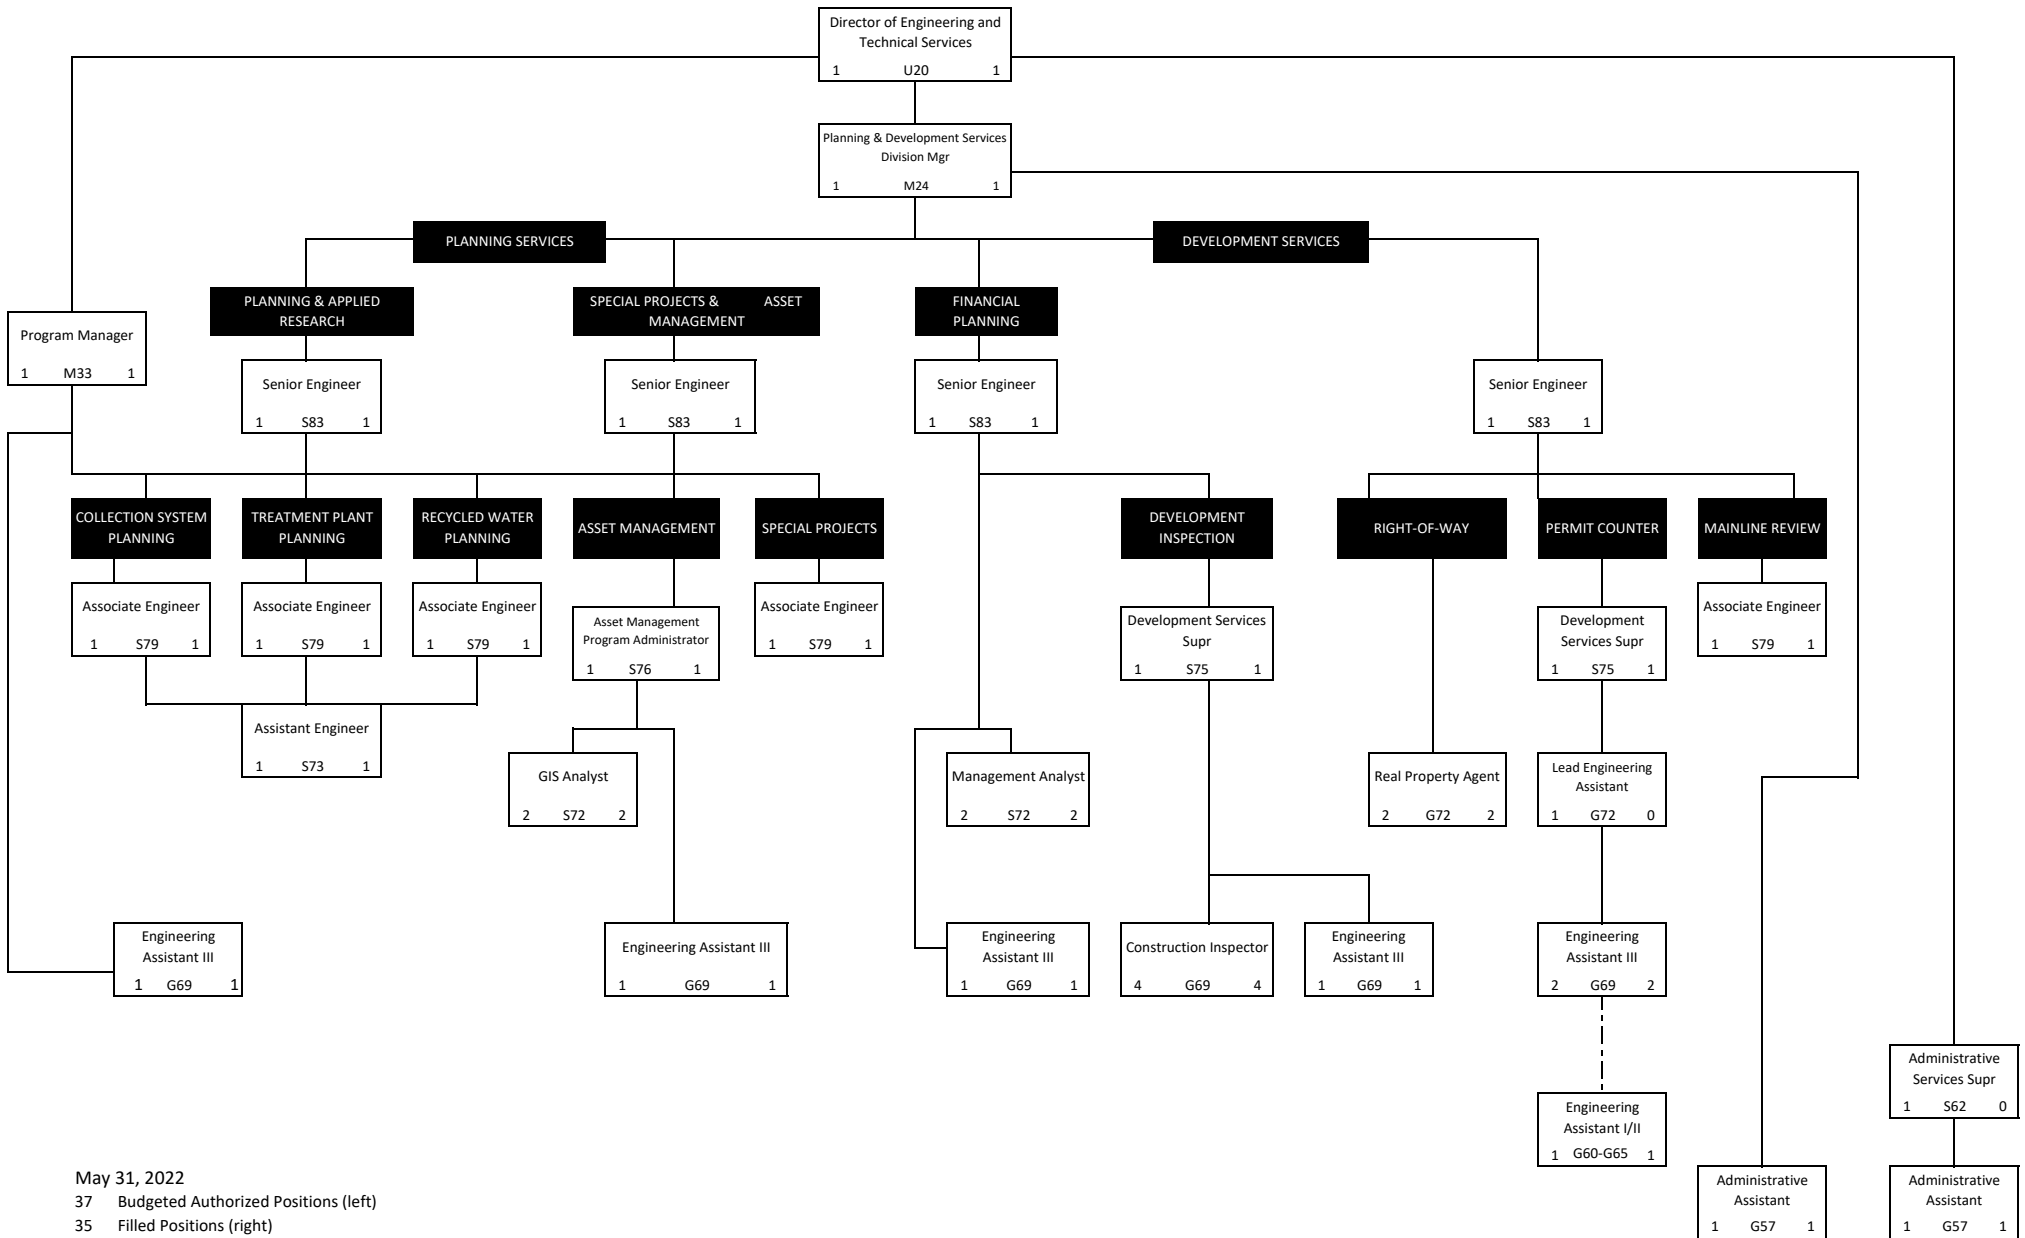 Director of Engineering and
Technical Services
1 U20 1
Planning & Development Services
Division Mgr
1 M24 1
PLANNING SERVICES
DEVELOPMENT SERVICES
PLANNING & APPLIED
RESEARCH
SPECIAL PROJECTS & ASSET
MANAGEMENT
FINANCIAL
PLANNING
Program Manager
1 M33 1
Senior Engineer
1 S83 1
Senior Engineer
1 S83 1
Senior Engineer
1 S83 1
Senior Engineer
1 S83 1
COLLECTION SYSTEM
PLANNING
TREATMENT PLANT
PLANNING
RECYCLED WATER
PLANNING
ASSET MANAGEMENT
SPECIAL PROJECTS
DEVELOPMENT
INSPECTION
RIGHT-OF-WAY
PERMIT COUNTER
MAINLINE REVIEW
Associate Engineer
1 S79 1
Associate Engineer
1 S79 1
Associate Engineer
1 S79 1
Asset Management
Program Administrator
1 S76 1
Associate Engineer
1 S79 1
Development Services
Supr
1 S75 1
Development
Services Supr
1 S75 1
Associate Engineer
1 S79 1
Assistant Engineer
1 S73 1
GIS Analyst
2 S72 2
Management Analyst
2 S72 2
Real Property Agent
2 G72 2
Lead Engineering
Assistant
1 G72 0
Engineering
Assistant III
1 G69 1
Engineering Assistant III
1 G69 1
Engineering
Assistant III
1 G69 1
Construction Inspector
4 G69 4
Engineering
Assistant III
1 G69 1
Engineering
Assistant III
2 G69 2
Engineering
Assistant I/II
1 G60-G65 1
Administrative
Services Supr
1 S62 0
Administrative
Assistant
1 G57 1
Administrative
Assistant
1 G57 1
May 31, 2022
37 Budgeted Authorized Positions (left)
35 Filled Positions (right)